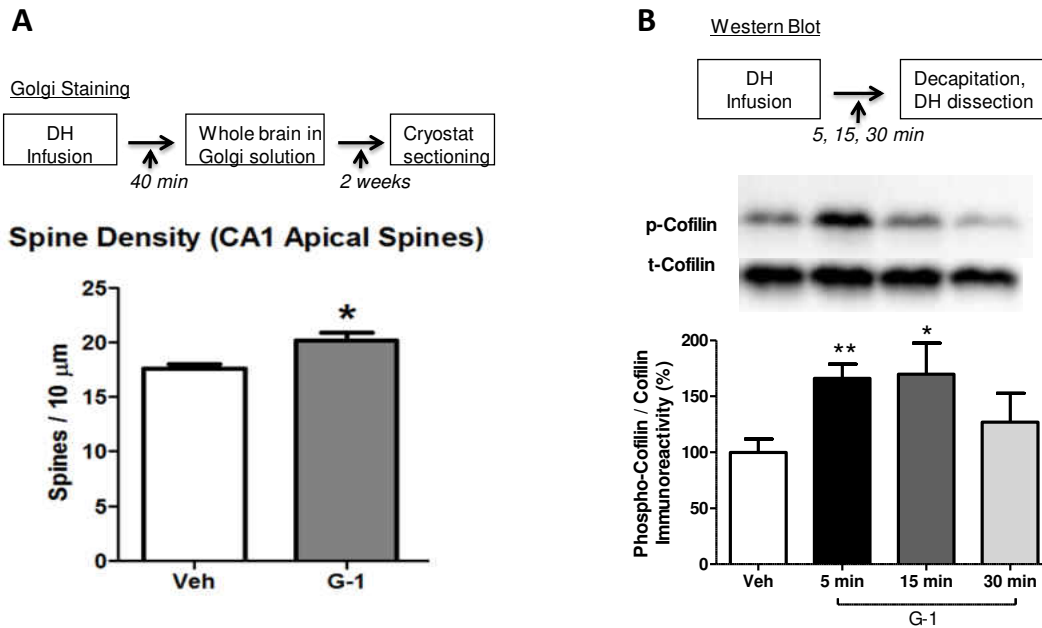 A
Golgi Staining
DH
Infusion
Whole brain in
Golgi solution
Cryostat
sectioning
40 min
2 weeks
Spine Density (CA1 Apical Spines)
25
20
15
10
5
0
Spines / 10 μm
*
Veh
G-1
B
Western Blot
DH
Infusion
Decapitation,
DH dissection
5, 15, 30 min
p-Cofilin
t-Cofilin
Phospho-Cofilin / Cofilin
Immunoreactivity (%)
200
150
100
50
0
**
*
Veh
5 min
15 min
30 min
G-1